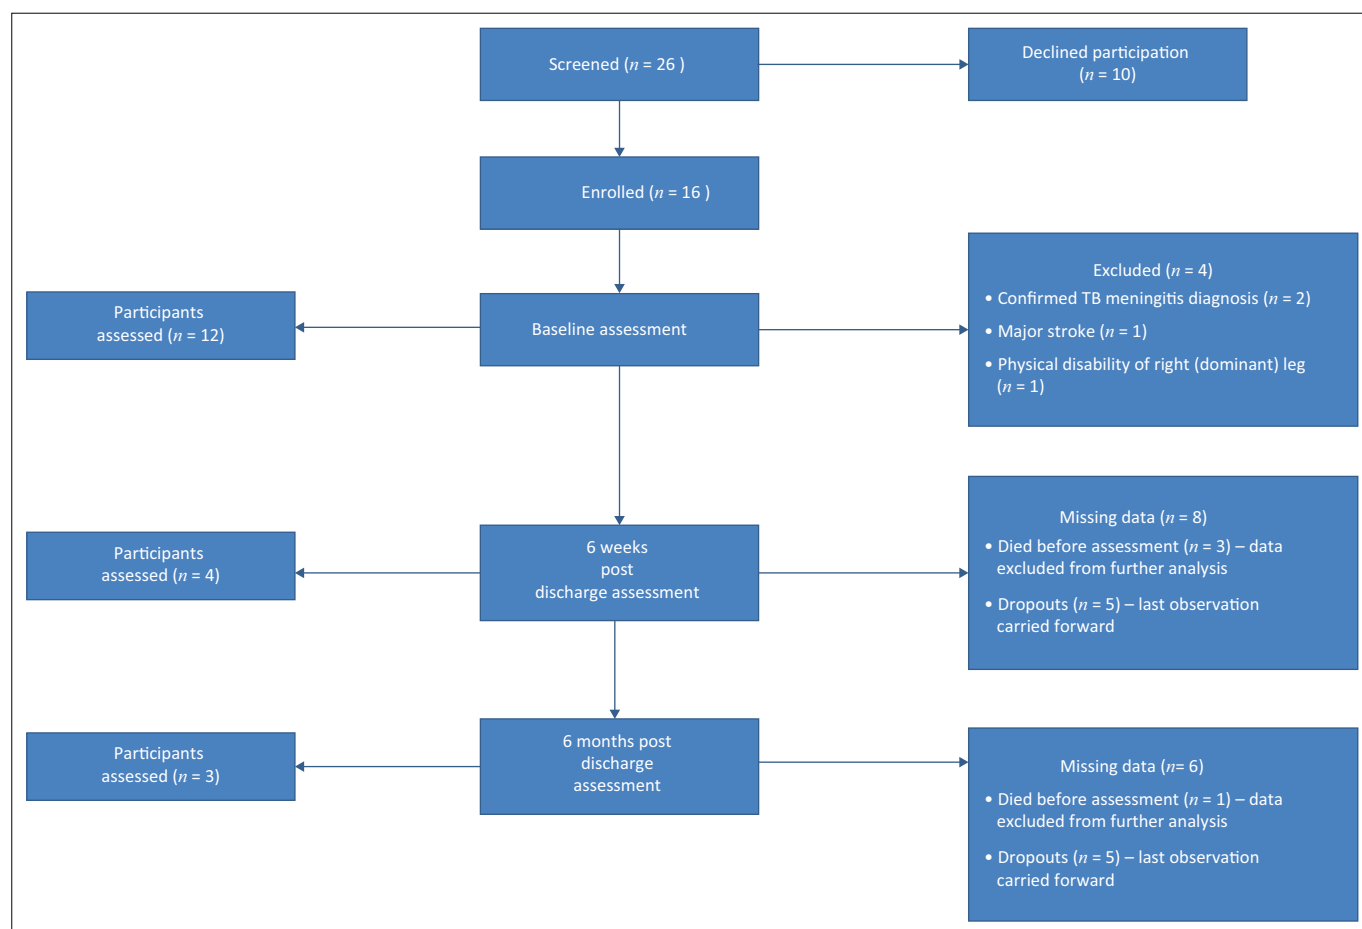 Screened (n = 26 )
Declined participation
(n = 10)
Enrolled (n = 16 )
Excluded (n = 4)
• Confirmed TB meningitis diagnosis (n = 2)
• Major stroke (n = 1)
• Physical disability of right (dominant) leg
(n = 1)
Participants
assessed (n = 12)
Baseline assessment
Missing data (n = 8)
• Died before assessment (n = 3) – data
excluded from further analysis
• Dropouts (n = 5) – last observation
carried forward
Participants
assessed (n = 4)
6 weeks
post
discharge assessment
Participants
assessed (n = 3)
6 months post
discharge
assessment
Missing data (n= 6)
• Died before assessment (n = 1) – data
excluded from further analysis
• Dropouts (n = 5) – last observation
carried forward